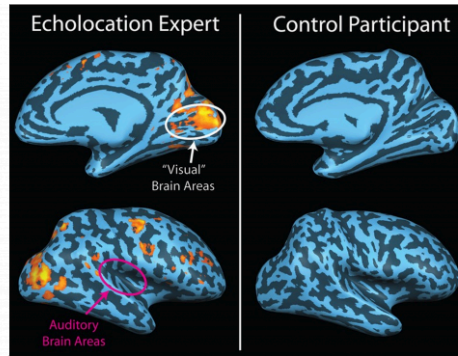 Echolocation Expert
Control Participant
"Visual"
Brain Areas
Auditory
Brain Areas